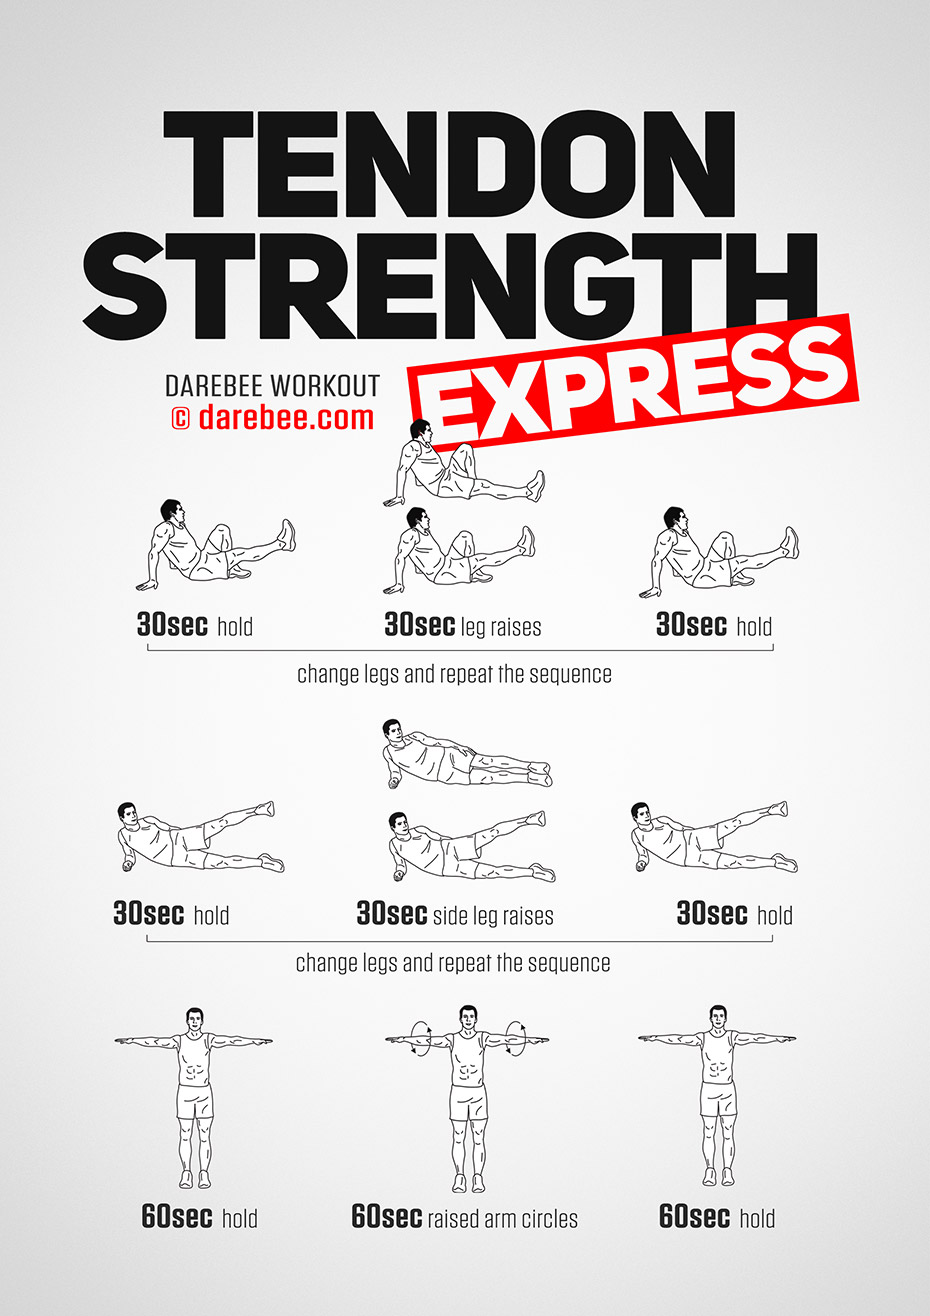 TENDON
STRENGTH
EXPRESS
DAREBEE WORKOUT
© darebee.com
30sec hold
30sec leg raises
30sec hold
change legs and repeat the sequence
30sec hold
30sec side leg raises
30sec hold
change legs and repeat the sequence
60sec hold
60sec raised arm circles
60sec hold